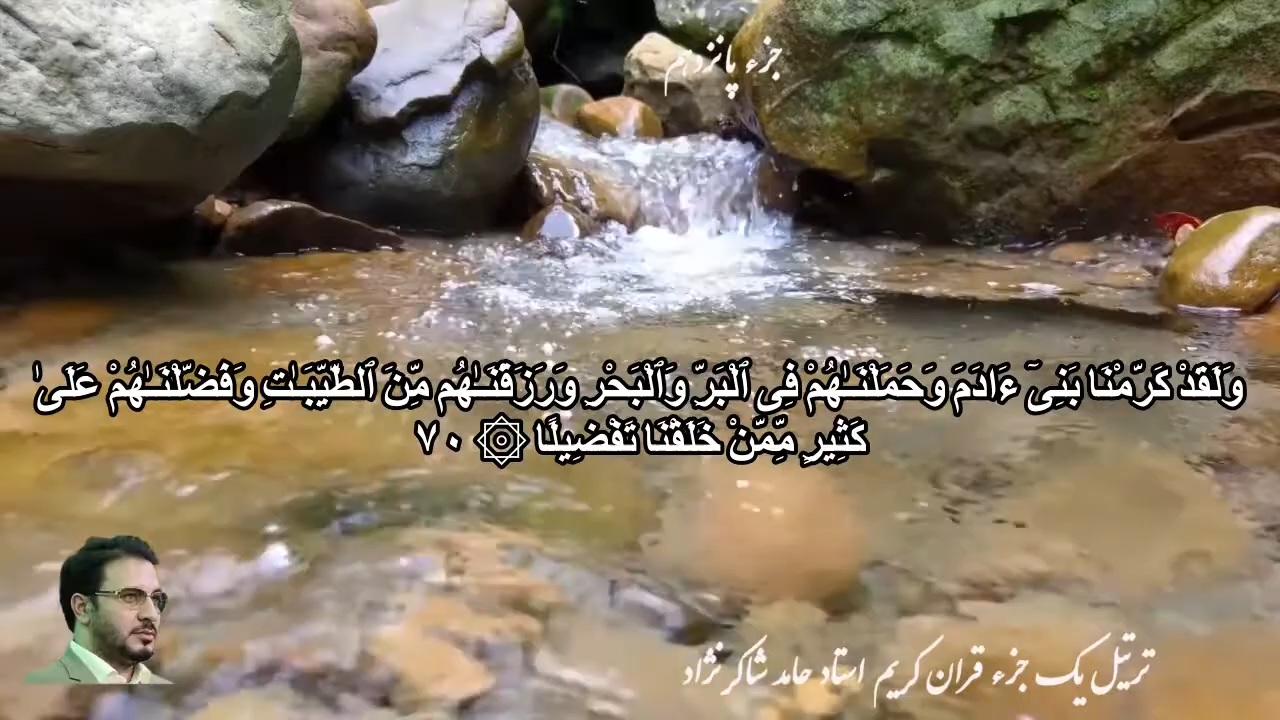 جزء پانزدهم
وَلَقَدْ كَرَّمْنَا بَنِىٓ ءَادَمَ وَحَمَلْنَـٰهُمْ فِى ٱلْبَرِّ وَٱلْبَحْرِ وَرَزَقْنَـٰهُم مِّنَ ٱلطَّيِّبَـٰتِ وَفَضَّلْنَـٰهُمْ عَلَىٰ
كَثِيرٍ مِّمَّنْ خَلَقْنَا تَفْضِيلًا ۞ ٧٠
ترتیل یک جزء قران کریم استاد حامد شاکرنژاد